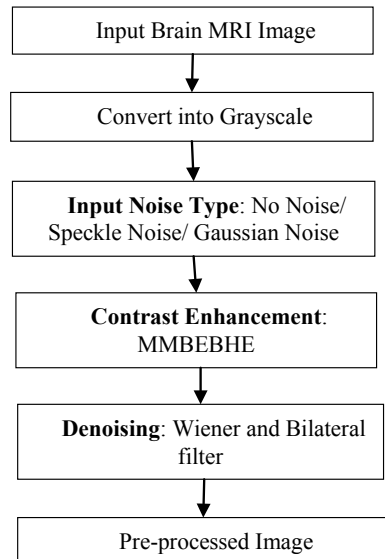 Input Brain MRI Image
Convert into Grayscale
Input Noise Type: No Noise/
Speckle Noise/ Gaussian Noise
Contrast Enhancement:
MMBEBHE
Denoising: Wiener and Bilateral
filter
Pre-processed Image